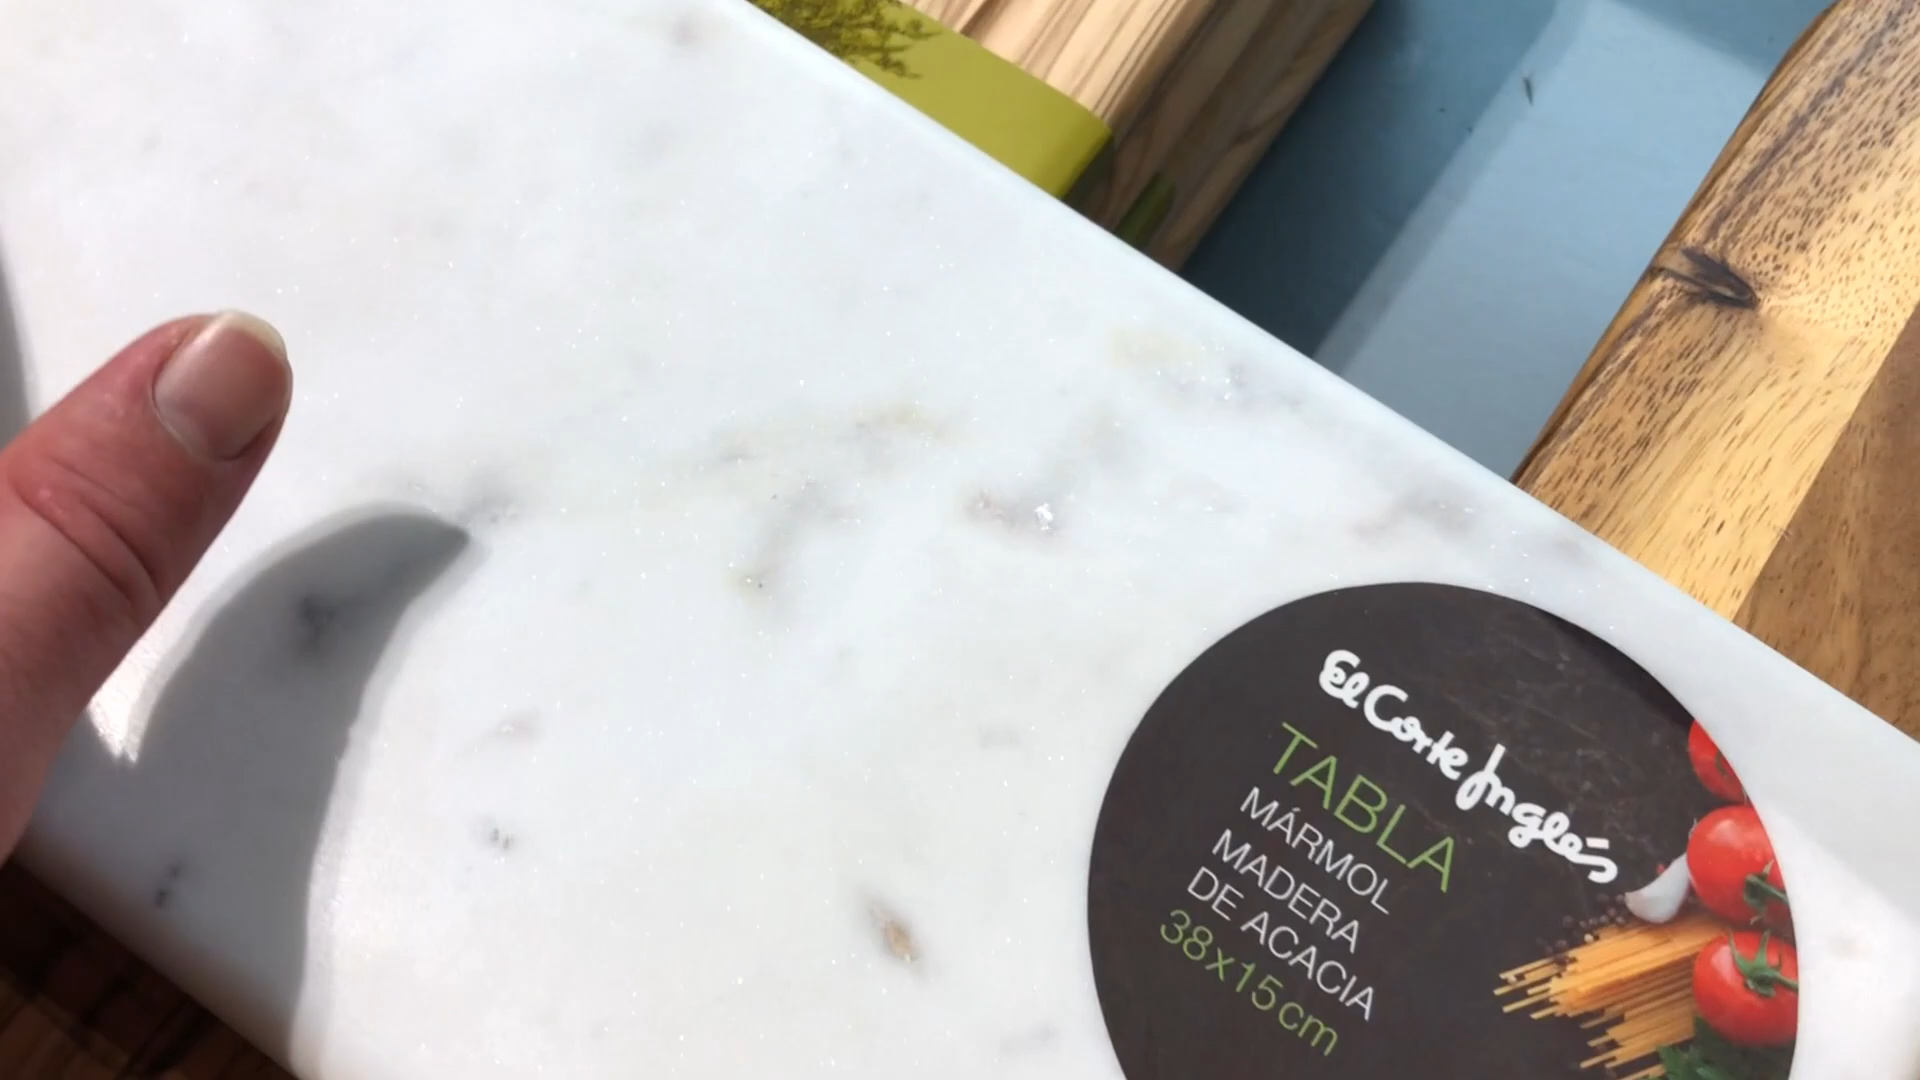 El Corte Inglés
TABLA
MÁRMOL
MADERA
DE ACACIA
38x15cm